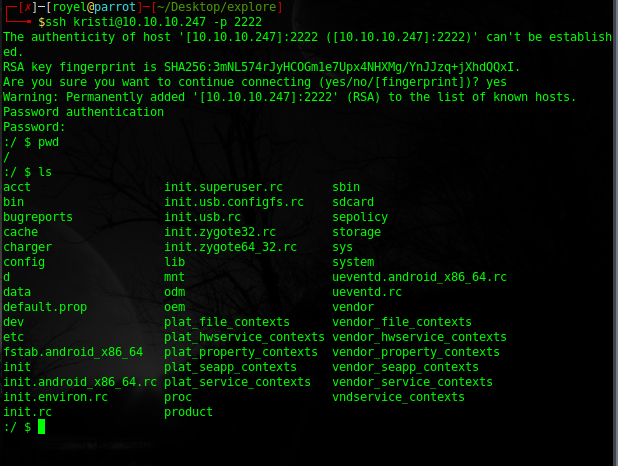 ┌─[✗]─[royel@parrot]─[~/Desktop/explore]
└──╼ $ssh kristi@10.10.10.247 -p 2222
The authenticity of host '[10.10.10.247]:2222 ([10.10.10.247]:2222)' can't be establish
ed.
RSA key fingerprint is SHA256:3mNL574rJyHCOGm1e7Upx4NHXMg/YnJJzq+jXhdQQxI.
Are you sure you want to continue connecting (yes/no/[fingerprint])? yes
Warning: Permanently added '[10.10.10.247]:2222' (RSA) to the list of known hosts.
Password authentication
Password:
:/ $ pwd
/
:/ $ ls
acct init.superuser.rc sbin
bin init.usb.configfs.rc sdcard
bugreports init.usb.rc sepolicy
cache init.zygote32.rc storage
charger init.zygote64_32.rc sys
config lib system
d mnt ueventd.android_x86_64.rc
data odm ueventd.rc
default.prop oem vendor
dev plat_file_contexts vendor_file_contexts
etc plat_hwservice_contexts vendor_hwservice_contexts
fstab.android_x86_64 plat_property_contexts vendor_property_contexts
init plat_seapp_contexts vendor_seapp_contexts
init.android_x86_64.rc plat_service_contexts vendor_service_contexts
init.environ.rc proc vndservice_contexts
init.rc product
:/ $